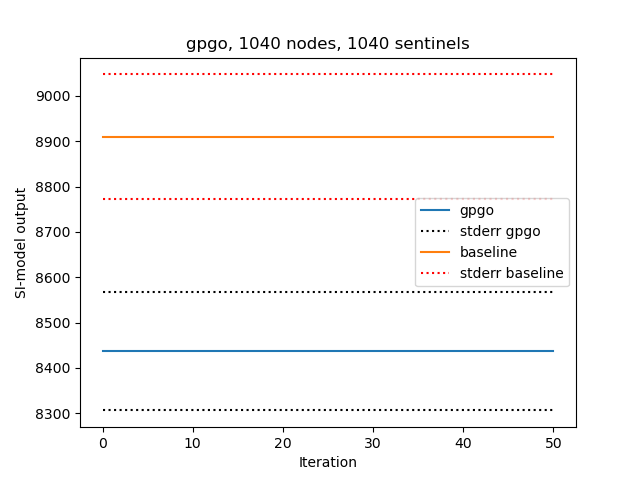 gpgo, 1040 nodes, 1040 sentinels
SI-model output
9000
8900
8800
8700
8600
8500
8400
8300
gpgo
stderr gpgo
baseline
stderr baseline
0
10
20
30
40
50
Iteration